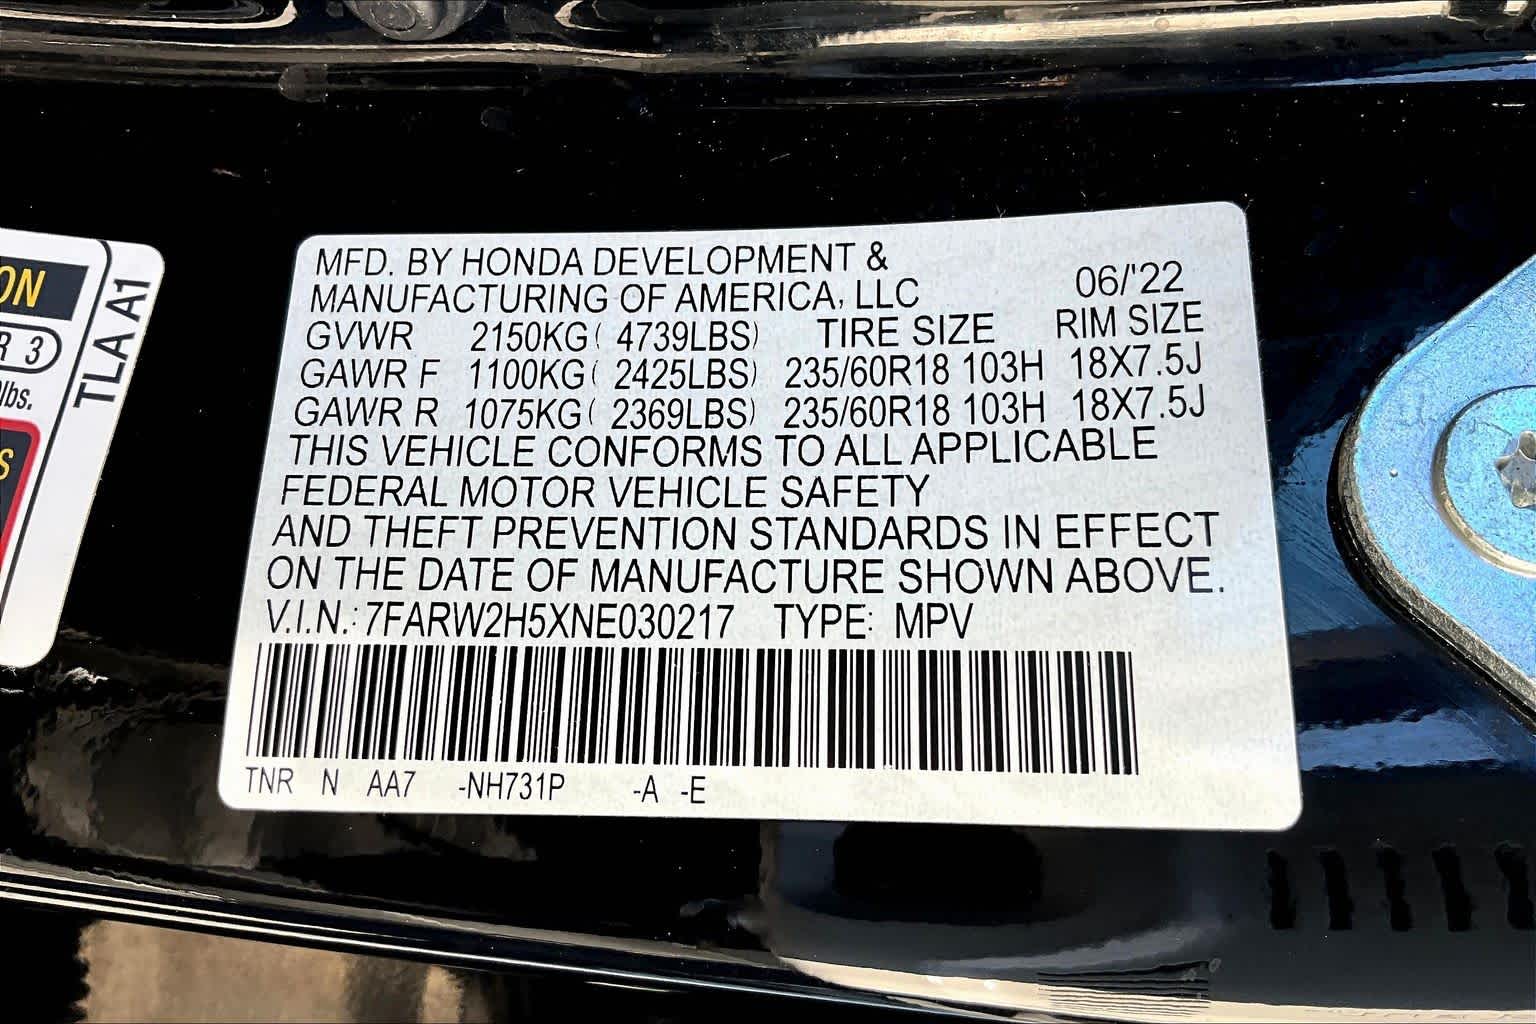 ON
R 3
lbs.
S
TLA A1
MFD. BY HONDA DEVELOPMENT &
MANUFACTURING OF AMERICA, LLC 06/'22
GVWR 2150KG( 4739LBS) TIRE SIZE RIM SIZE
GAWR F 1100KG( 2425LBS) 235/60R18 103H 18X7.5J
GAWR R 1075KG( 2369LBS) 235/60R18 103H 18X7.5J
THIS VEHICLE CONFORMS TO ALL APPLICABLE
FEDERAL MOTOR VEHICLE SAFETY
AND THEFT PREVENTION STANDARDS IN EFFECT
ON THE DATE OF MANUFACTURE SHOWN ABOVE.
V.I.N.: 7FARW2H5XNE030217 TYPE: MPV
TNR N AA7 -NH731P -A -E